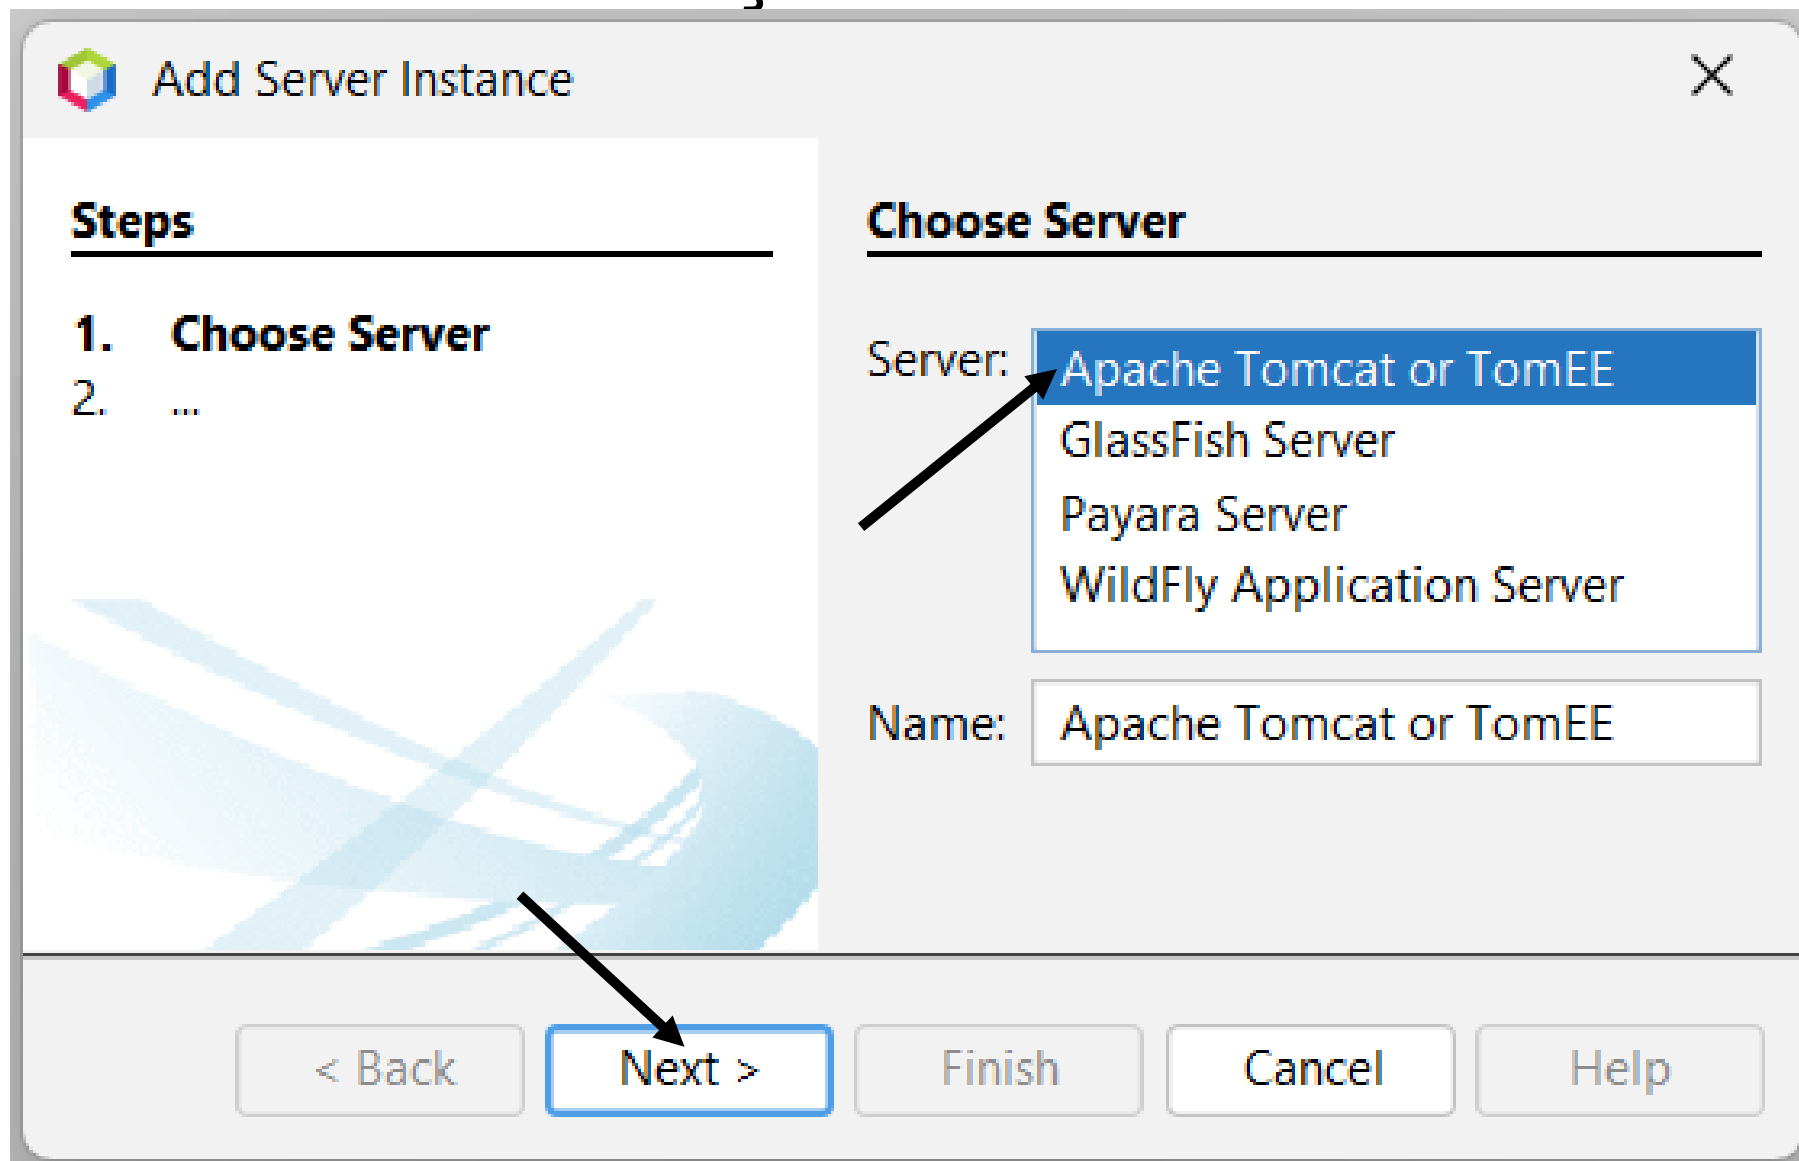 Add Server Instance
Steps
1. Choose Server
2. ...
Choose Server
Server:
Apache Tomcat or TomEE
GlassFish Server
Payara Server
WildFly Application Server
Name: Apache Tomcat or TomEE
< Back
Next >
Finish
Cancel
Help